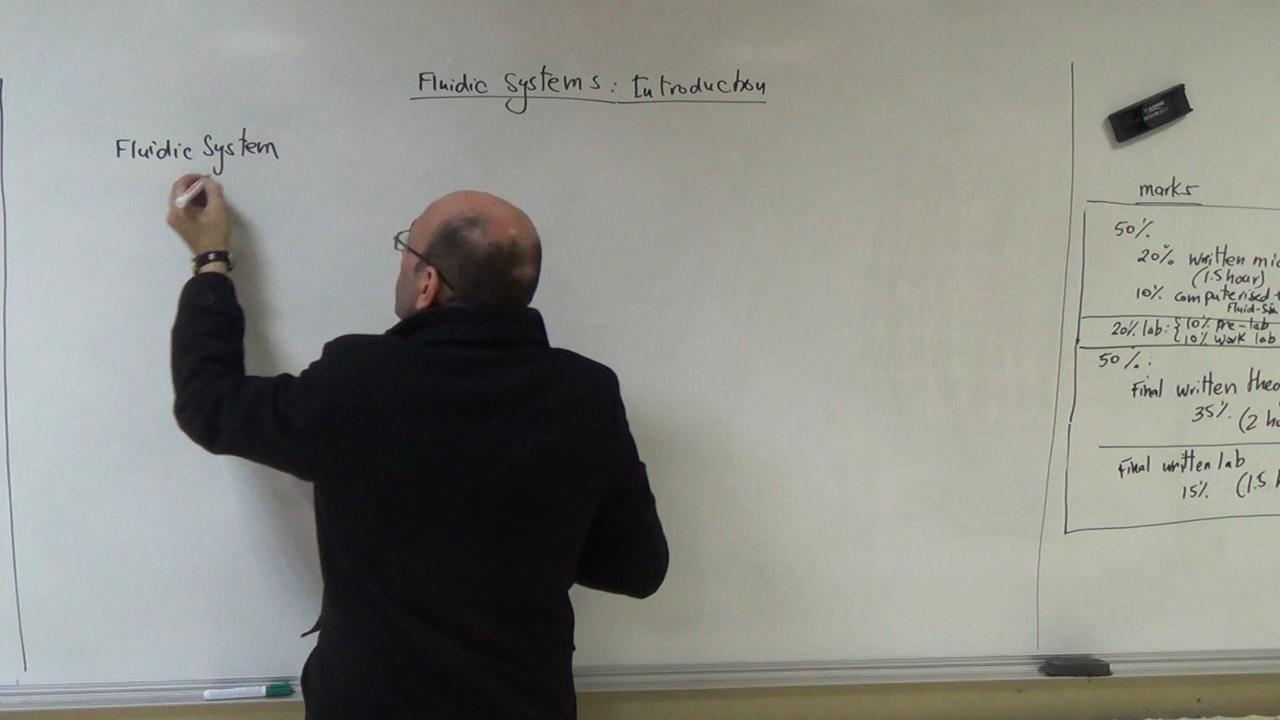 Fluidic Systems: Introduction
Fluidic System
marks
50%
20% written
(1.5 hour)
10% computerised
Fluid-Sim
20% lab: { 10% Pre-lab
10% work lab
50%:
Final written
35% (2
Final written lab
15% (1.5